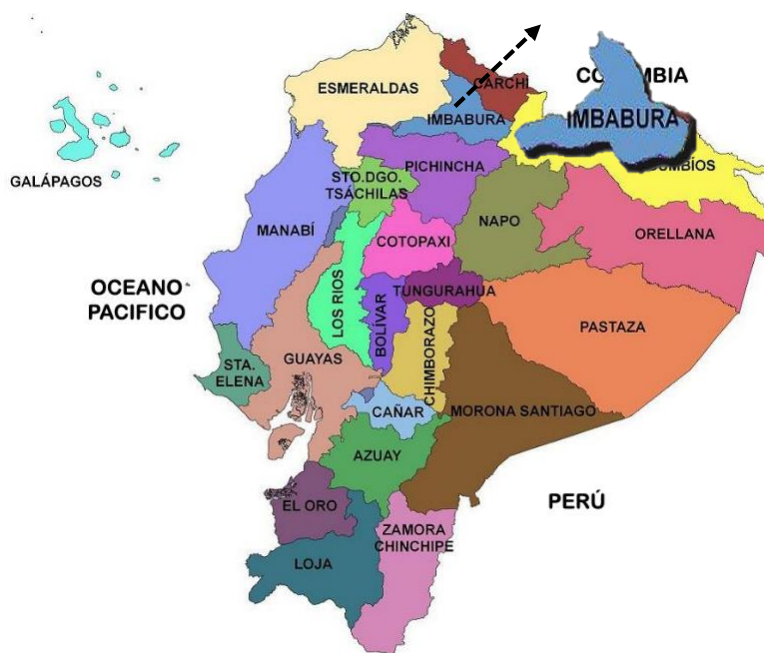 ESMERALDAS
CARCHI
IMBABURA
IMBABURA
PICHINCHA
GALÁPAGOS
STO.DGO.
TSÁCHILAS
NAPO
MANABÍ
COTOPAXI
ORELLANA
OCEANO
PACIFICO
TUNGURAHUA
LOS RIOS
BOLÍVAR
CHIMBORAZO
PASTAZA
GUAYAS
STA.
ELENA
CAÑAR
MORONA SANTIAGO
AZUAY
PERÚ
EL ORO
ZAMORA
CHINCHIPE
LOJA